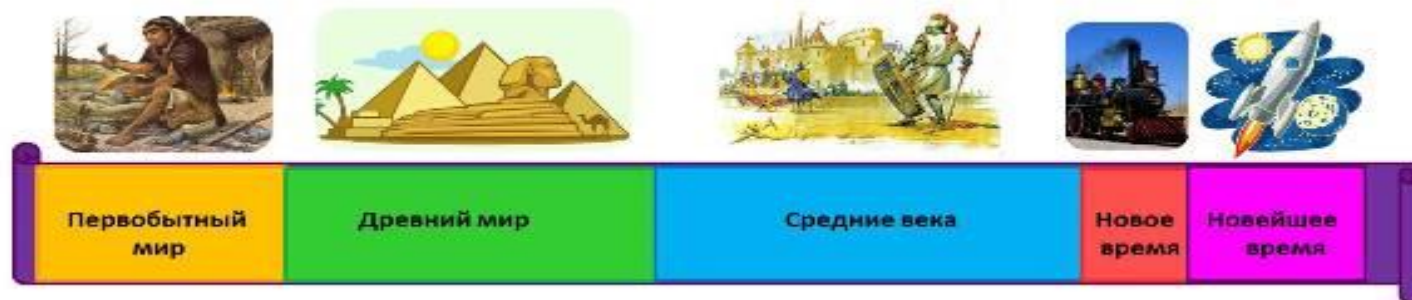 Первобытный
мир
Древний мир
Средние века
Новое
время
Новейшее
время